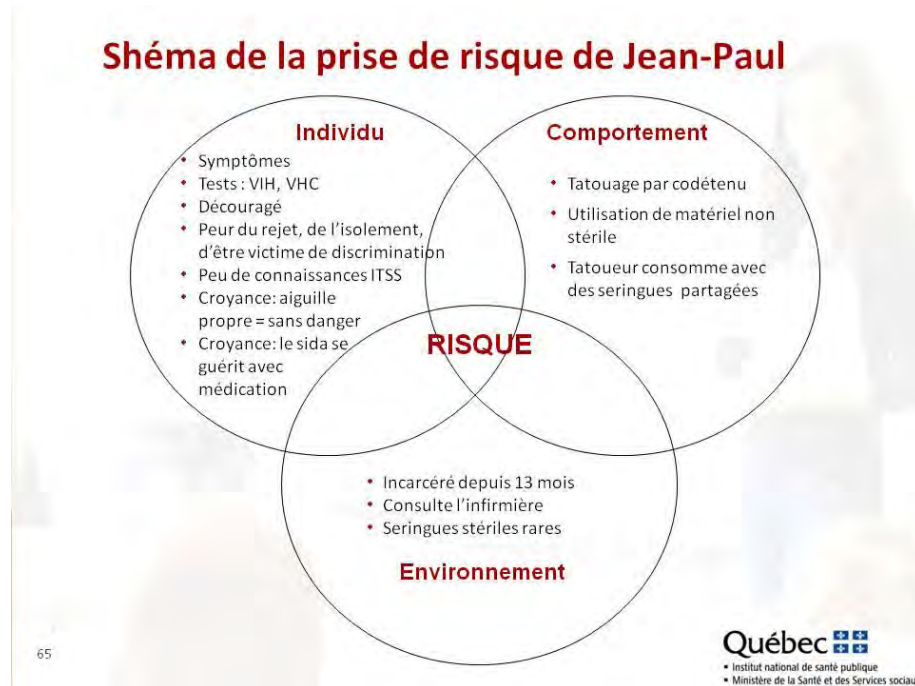 Shéma de la prise de risque de Jean-Paul
Individu
• Symptômes
• Tests : VIH, VHC
• Découragé
• Peur du rejet, de l'isolement,
d'être victime de discrimination
• Peu de connaissances ITSS
• Croyance: aiguille
propre = sans danger
• Croyance: le sida se
guérit avec
médication
Comportement
• Tatouage par codétenu
• Utilisation de matériel non
stérile
• Tatoueur consomme avec
des seringues partagées
RISQUE
• Incarcéré depuis 13 mois
• Consulte l'infirmière
• Seringues stériles rares
Environnement
65
Québec
• Institut national de santé publique
• Ministère de la Santé et des Services sociau